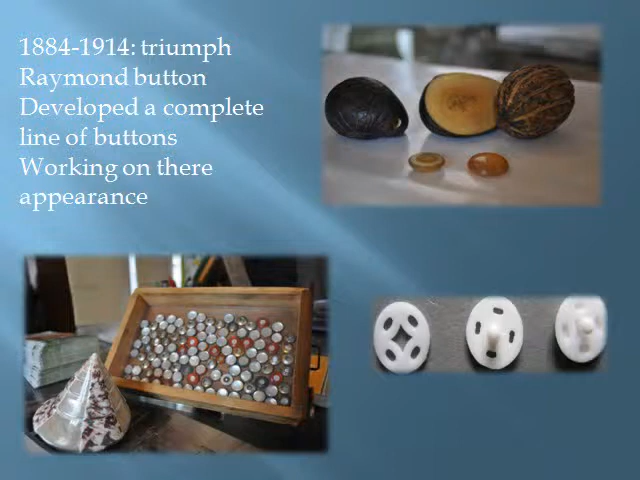 1884-1914: triumph
Raymond button
Developed a complete
line of buttons
Working on there
appearance